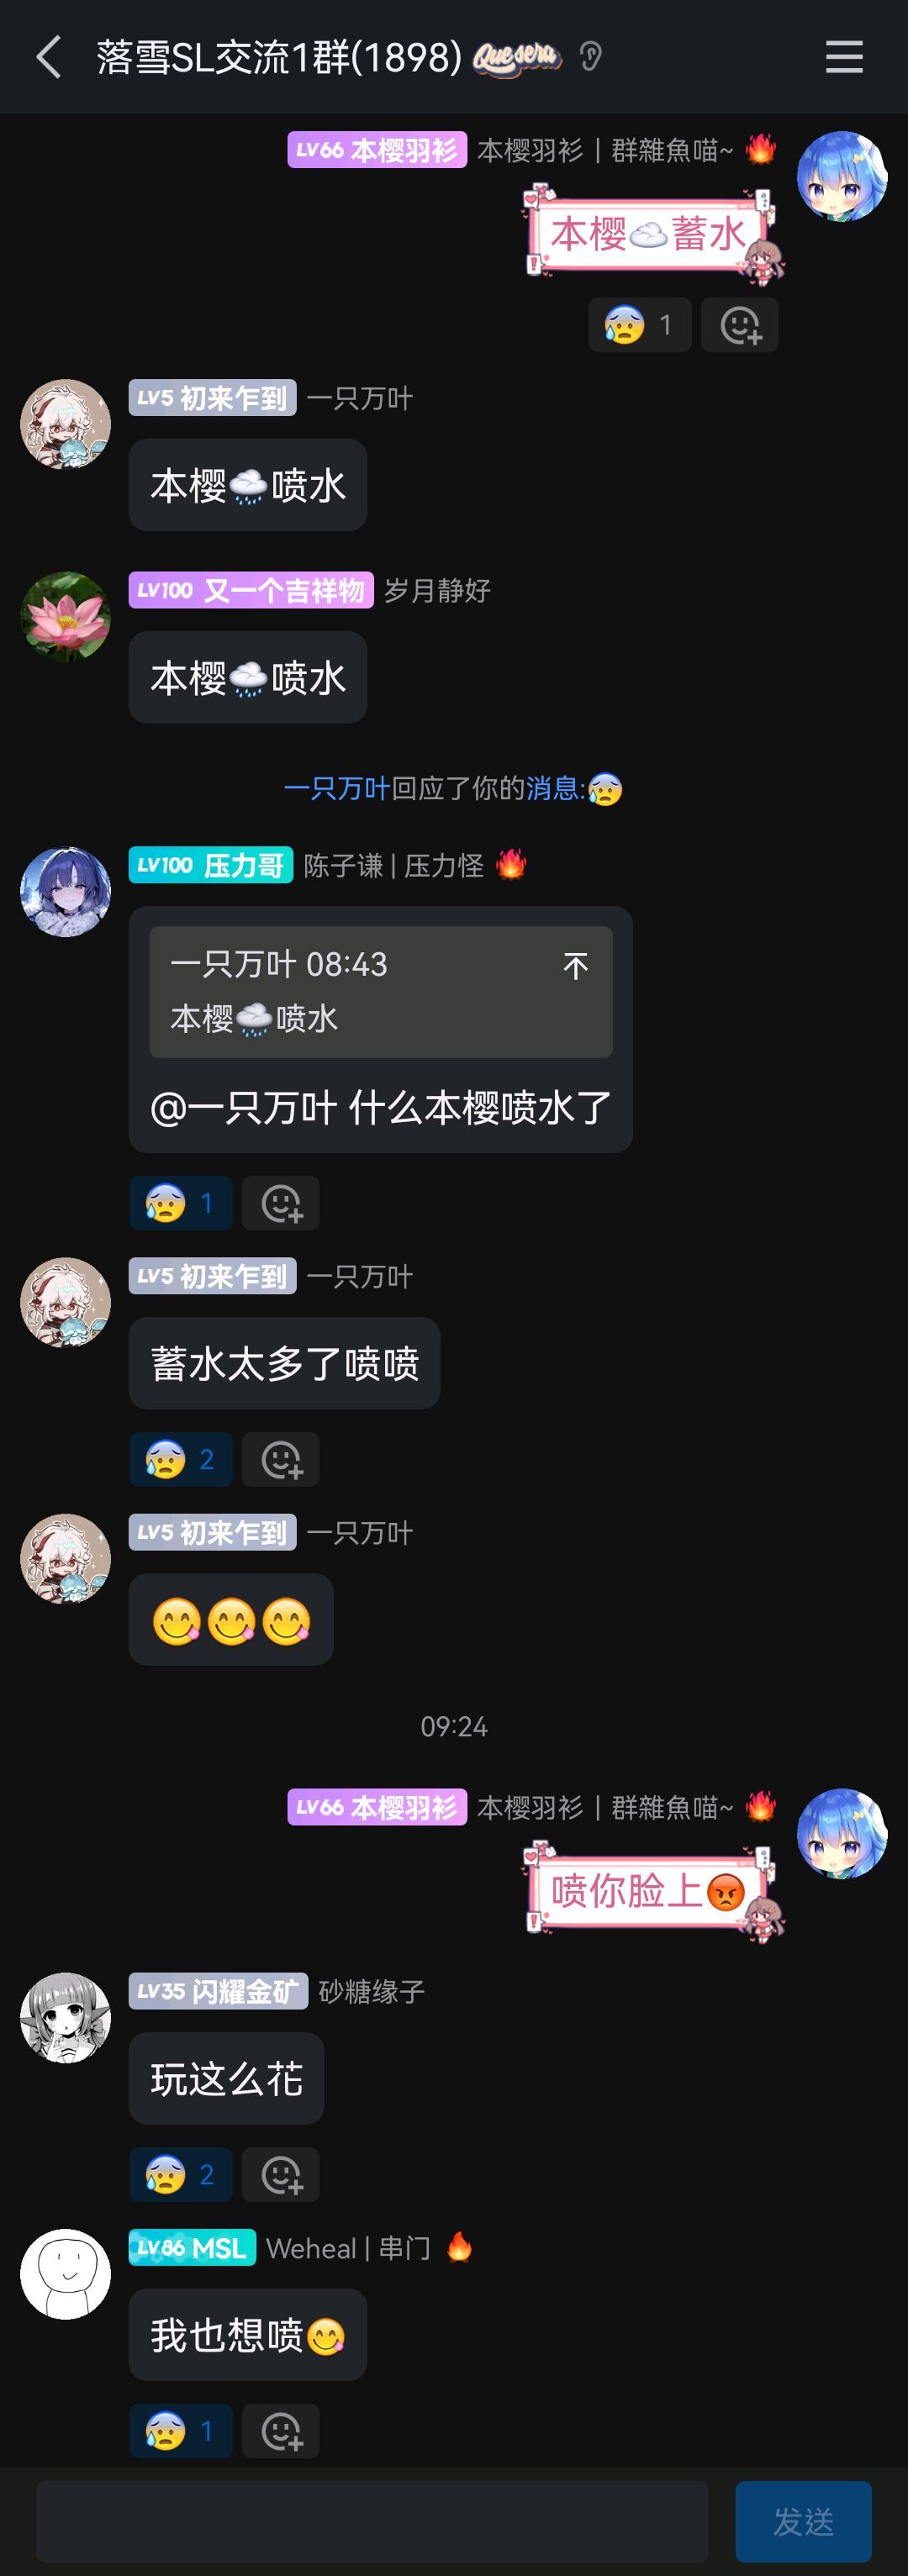 落雪SL交流1群(1898) Que sera
LV66 本樱羽衫 本樱羽衫｜群雜魚喵~ 🔥
本樱☁️蓄水
😰 1
LV5 初来乍到 一只万叶
本樱🌧️喷水
LV100 又一个吉祥物 岁月静好
本樱🌧️喷水
一只万叶回应了你的消息:😰
LV100 压力哥 陈子谦 | 压力怪 🔥
一只万叶 08:43
本樱🌧️喷水
@一只万叶 什么本樱喷水了
😰 1
LV5 初来乍到 一只万叶
蓄水太多了喷喷
😰 2
LV5 初来乍到 一只万叶
😋😋😋
09:24
LV66 本樱羽衫 本樱羽衫｜群雜魚喵~ 🔥
喷你脸上😡
LV35 闪耀金矿 砂糖缘子
玩这么花
😰 2
LV86 MSL Weheal | 串门 🔥
我也想喷😋
😰 1
发送